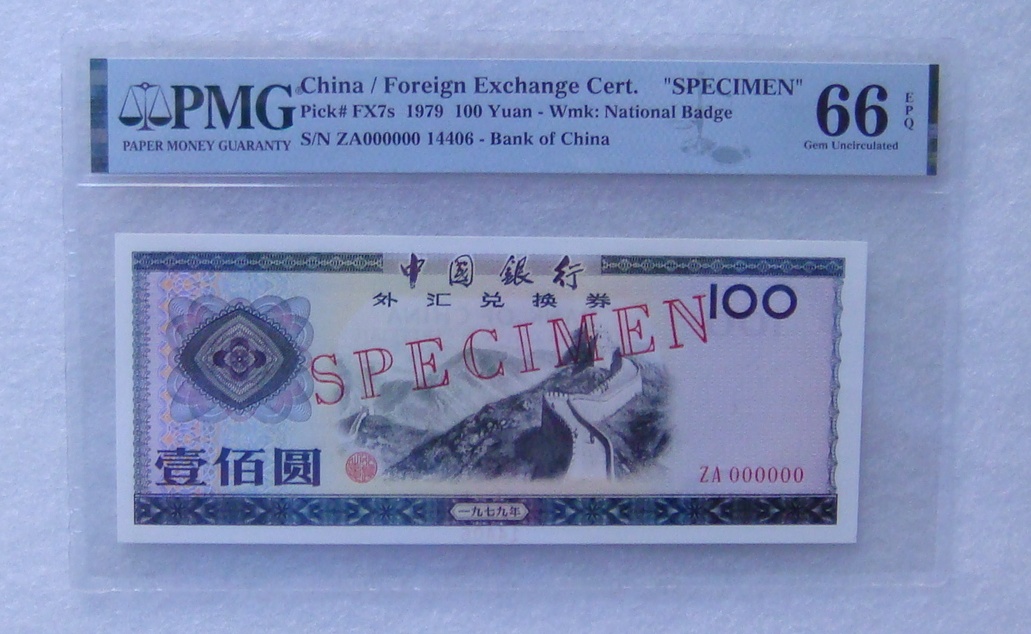 PMG
PAPER MONEY GUARANTY
China / Foreign Exchange Cert. "SPECIMEN"
Pick# FX7s 1979 100 Yuan - Wmk: National Badge
S/N ZA000000 14406 - Bank of China
66
EPQ
Gem Uncirculated
中國銀行
外汇兑换券
100
SPECIMEN
壹佰圆
ZA 000000
一九七九年